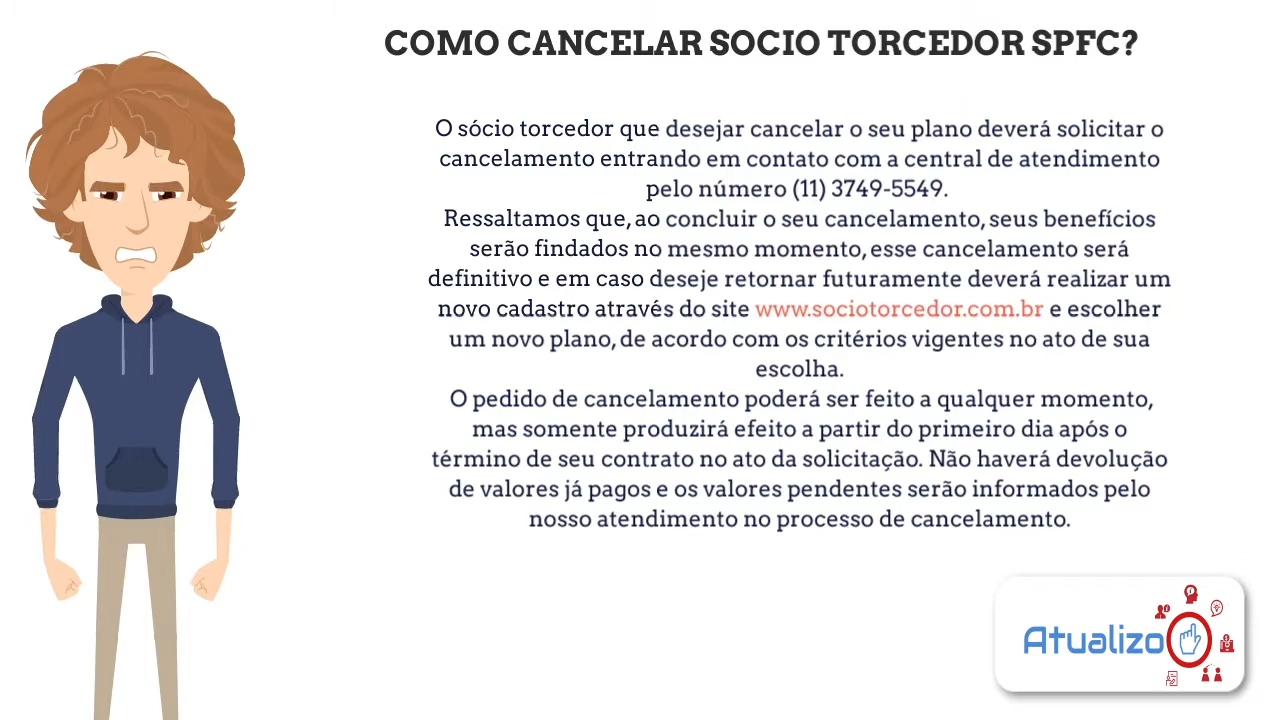 COMO CANCELAR SOCIO TORCEDOR SPFC?
O sócio torcedor que desejar cancelar o seu plano deverá solicitar o
cancelamento entrando em contato com a central de atendimento
pelo número (11) 3749-5549.
Ressaltamos que, ao concluir o seu cancelamento, seus benefícios
serão findados no mesmo momento, esse cancelamento será
definitivo e em caso deseje retornar futuramente deverá realizar um
novo cadastro através do site www.sociotorcedor.com.br e escolher
um novo plano, de acordo com os critérios vigentes no ato de sua
escolha.
O pedido de cancelamento poderá ser feito a qualquer momento,
mas somente produzirá efeito a partir do primeiro dia após o
término de seu contrato no ato da solicitação. Não haverá devolução
de valores já pagos e os valores pendentes serão informados pelo
nosso atendimento no processo de cancelamento.
Atualizo